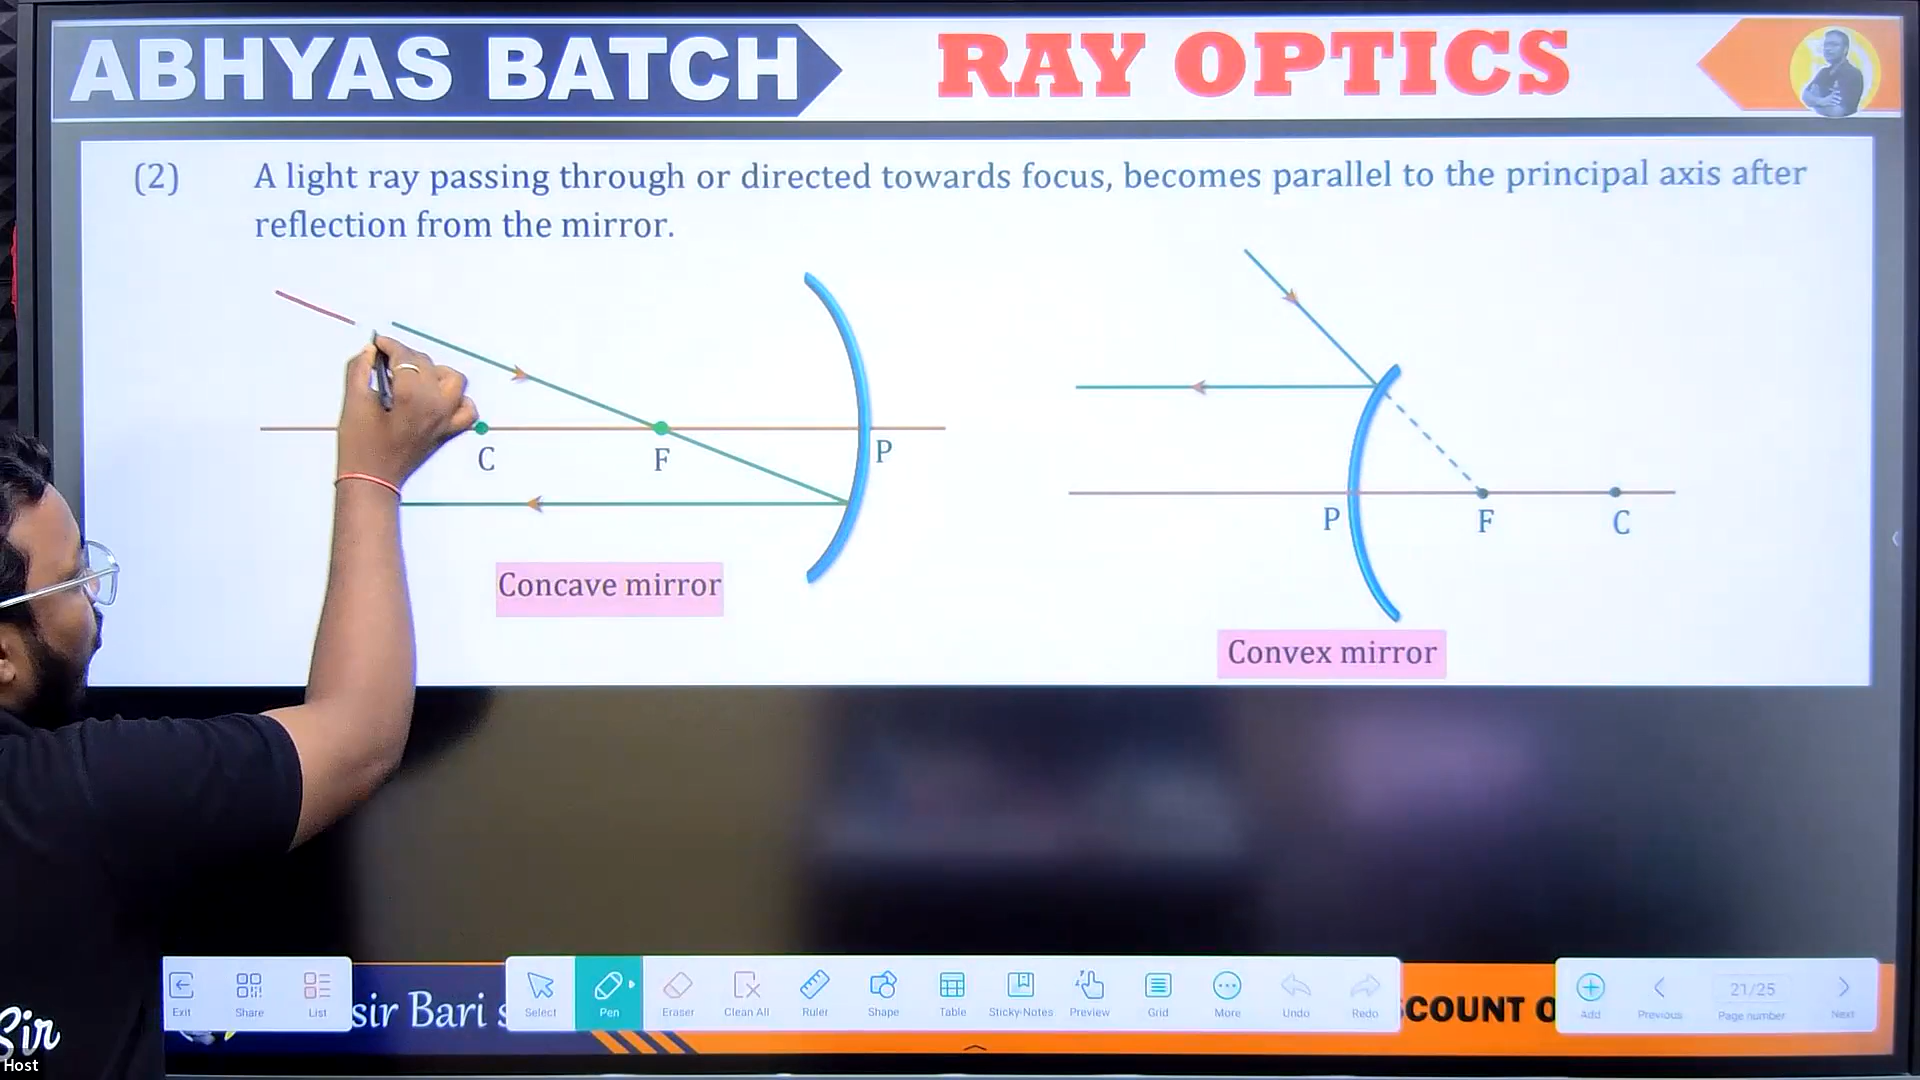 ABHYAS BATCH
RAY OPTICS
(2) A light ray passing through or directed towards focus, becomes parallel to the principal axis after
reflection from the mirror.
C F P
Concave mirror
P F C
Convex mirror
Exit Share List
sir Bari
Select Pen Eraser Clean All Ruler Shape Table Sticky-Notes Preview Grid More Undo Redo
COUNT O
Add Previous 21/25 Page number Next
Sir
Host